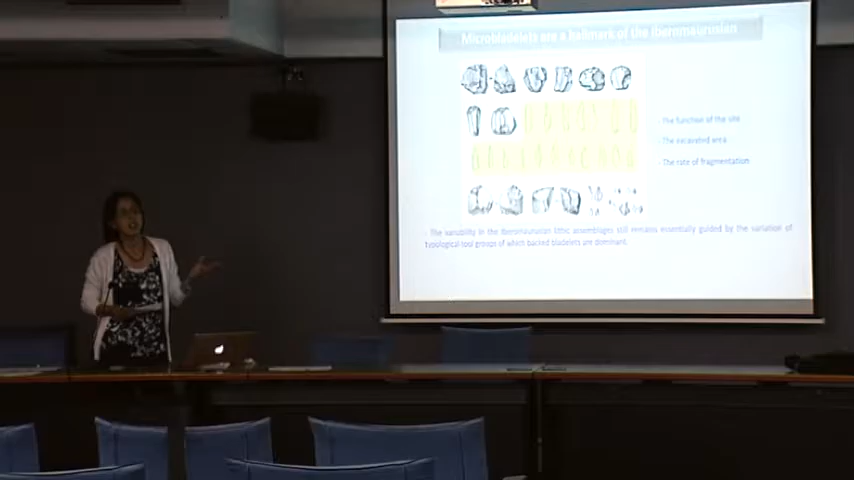 Microbladelets are a hallmark of the Iberomaurusian
- The function of the site
- The excavated area
- The rate of fragmentation
- The variability in the Iberomaurusian lithic assemblages still remains essentially guided by the variation of
typological tool groups of which backed bladelets are dominant.